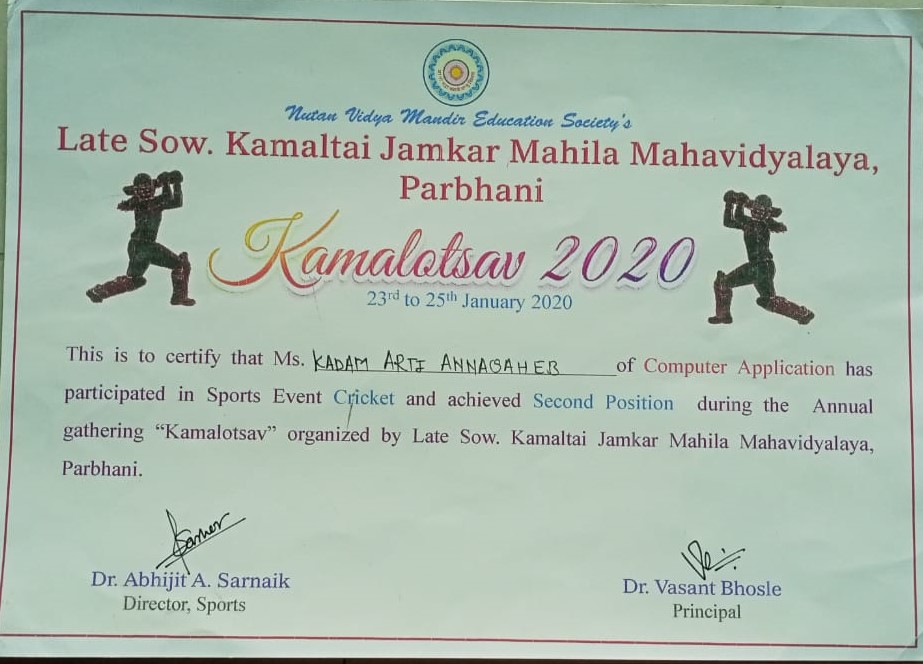 Nutan Vidya Mandir Education Society's
Late Sow. Kamaltai Jamkar Mahila Mahavidyalaya,
Parbhani
Kamalotsav 2020
23rd to 25th January 2020
This is to certify that Ms. KADAM ARTI ANNASAHEB of Computer Application has
participated in Sports Event Cricket and achieved Second Position during the Annual
gathering “Kamalotsav” organized by Late Sow. Kamaltai Jamkar Mahila Mahavidyalaya,
Parbhani.
Dr. Abhijit A. Sarnaik
Director, Sports
Dr. Vasant Bhosle
Principal